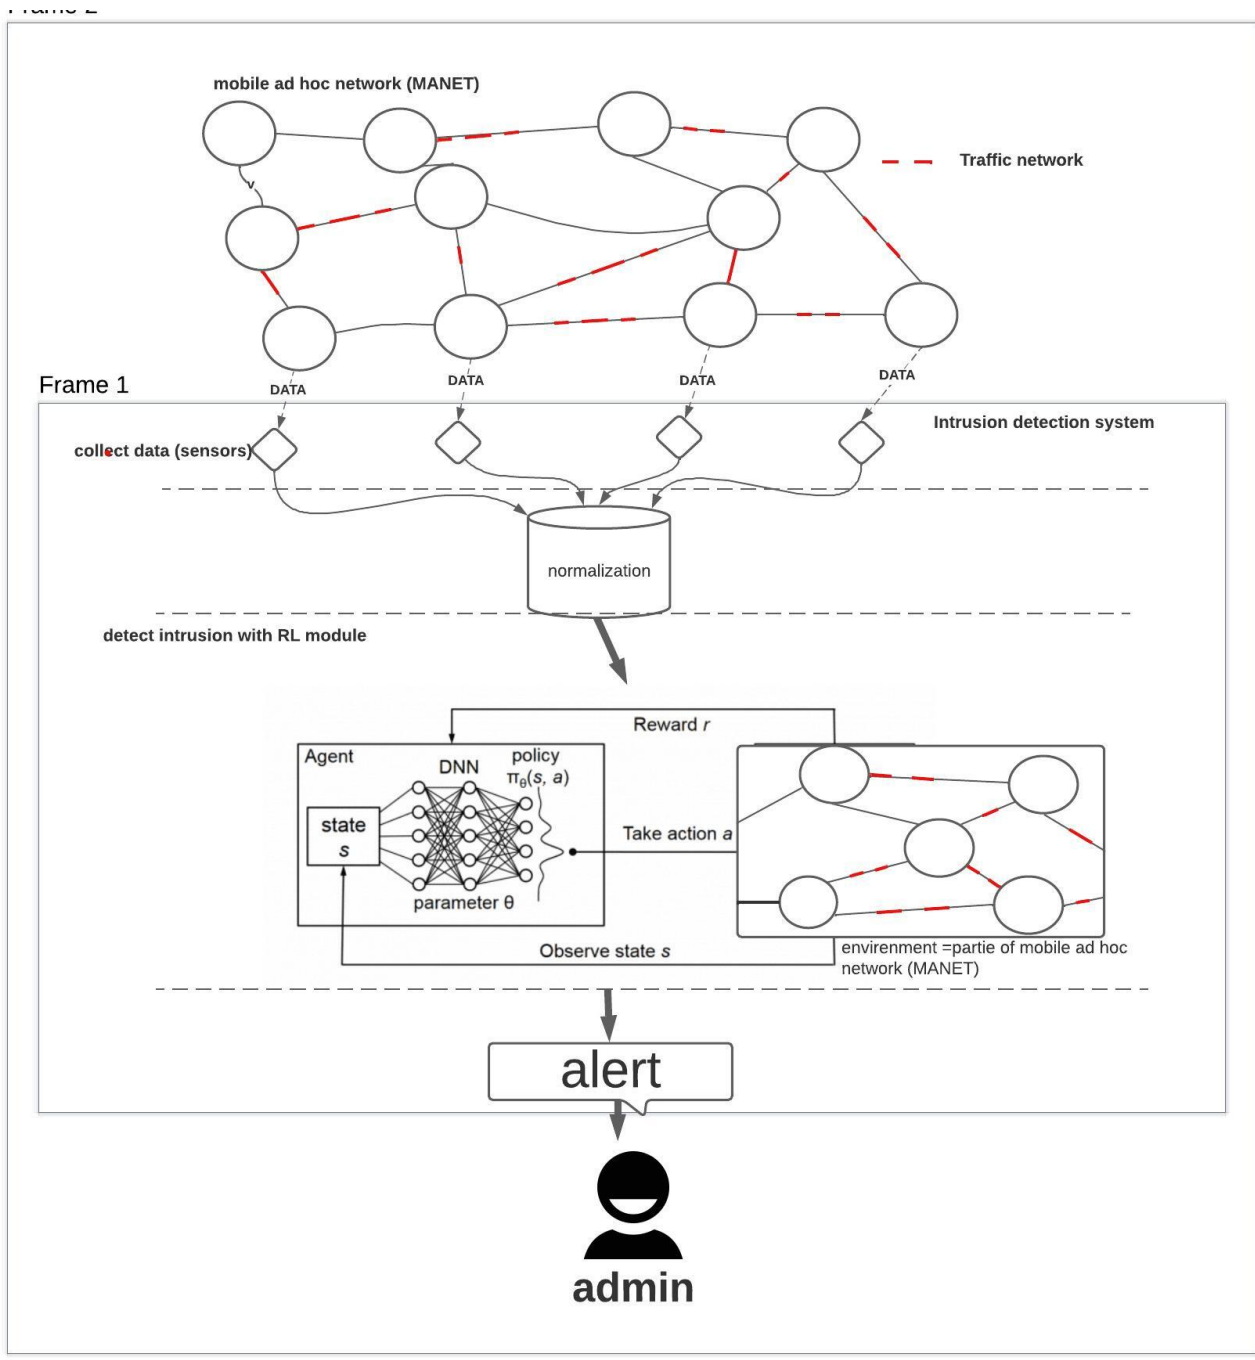 Frame 2
mobile ad hoc network (MANET)
Traffic network
v
DATA
DATA
DATA
DATA
Frame 1
Intrusion detection system
collect data (sensors)
normalization
detect intrusion with RL module
Reward r
Agent
DNN
policy
πθ(s, a)
state
s
Take action a
parameter θ
Observe state s
envirenment =partie of mobile ad hoc
network (MANET)
alert
admin